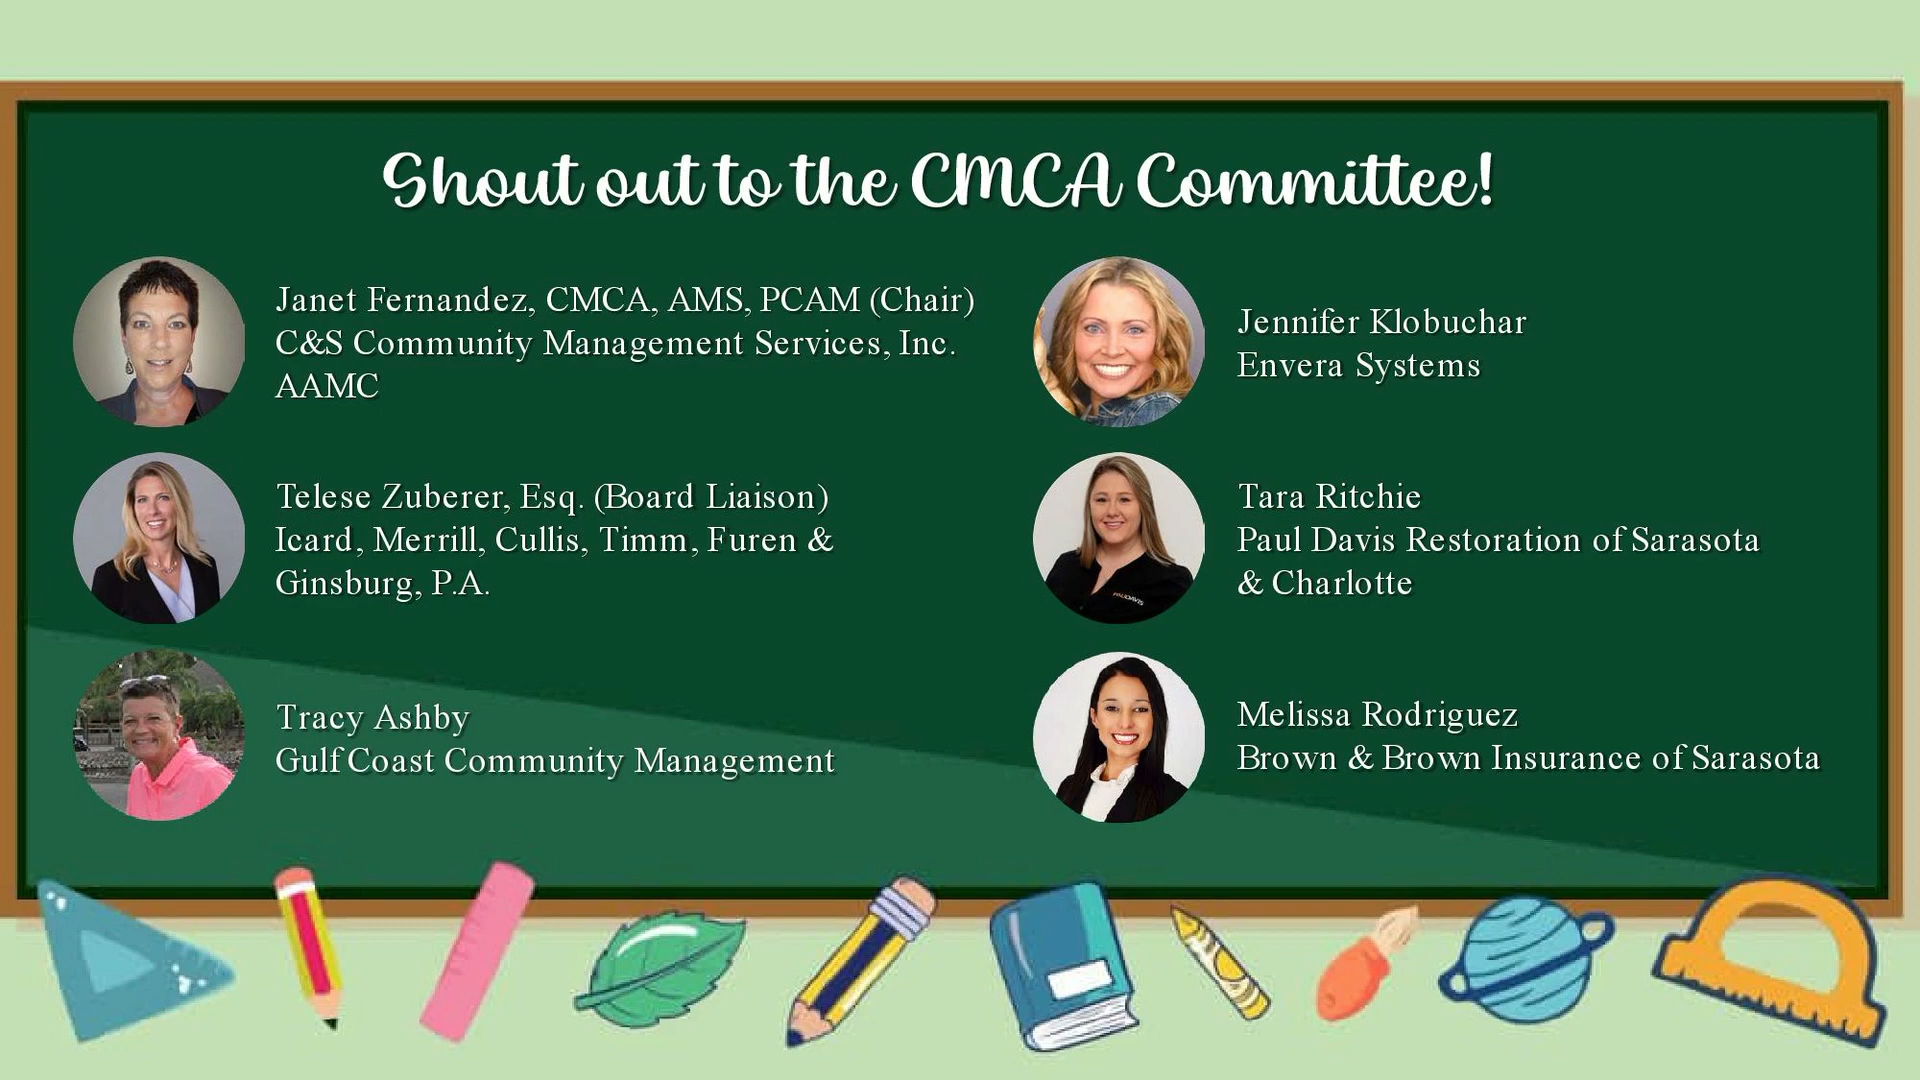 Shout out to the CMCA Committee!
Janet Fernandez, CMCA, AMS, PCAM (Chair)
C&S Community Management Services, Inc.
AAMC
Telese Zuberer, Esq. (Board Liaison)
Icard, Merrill, Cullis, Timm, Furen &
Ginsburg, P.A.
Tracy Ashby
Gulf Coast Community Management
Jennifer Klobuchar
Envera Systems
Tara Ritchie
Paul Davis Restoration of Sarasota
& Charlotte
PAUL DAVIS
Melissa Rodriguez
Brown & Brown Insurance of Sarasota